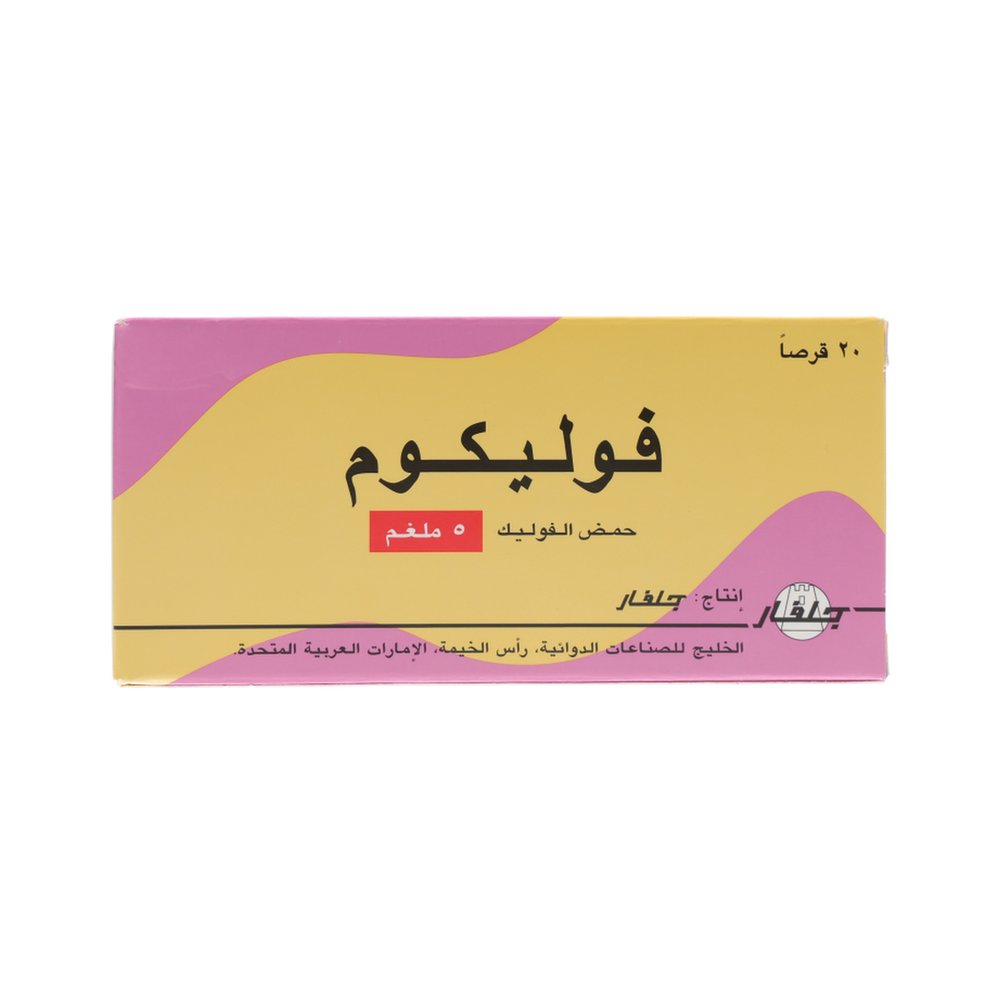 ٢٠ قرصاً
فوليكوم
حمض الفوليك ٥ ملغم
إنتاج: جلفار
جلفار
الخليج للصناعات الدوائية، رأس الخيمة، الإمارات العربية المتحدة.